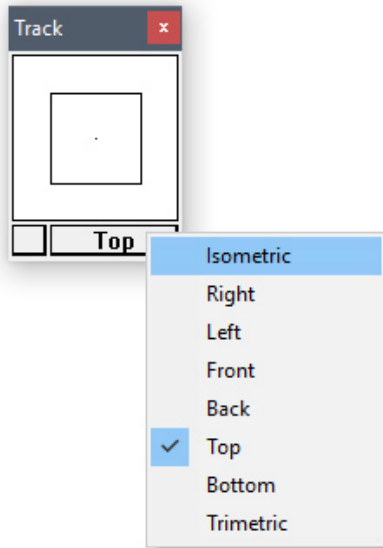 Track x
Top
Isometric
Right
Left
Front
Back
Top
Bottom
Trimetric